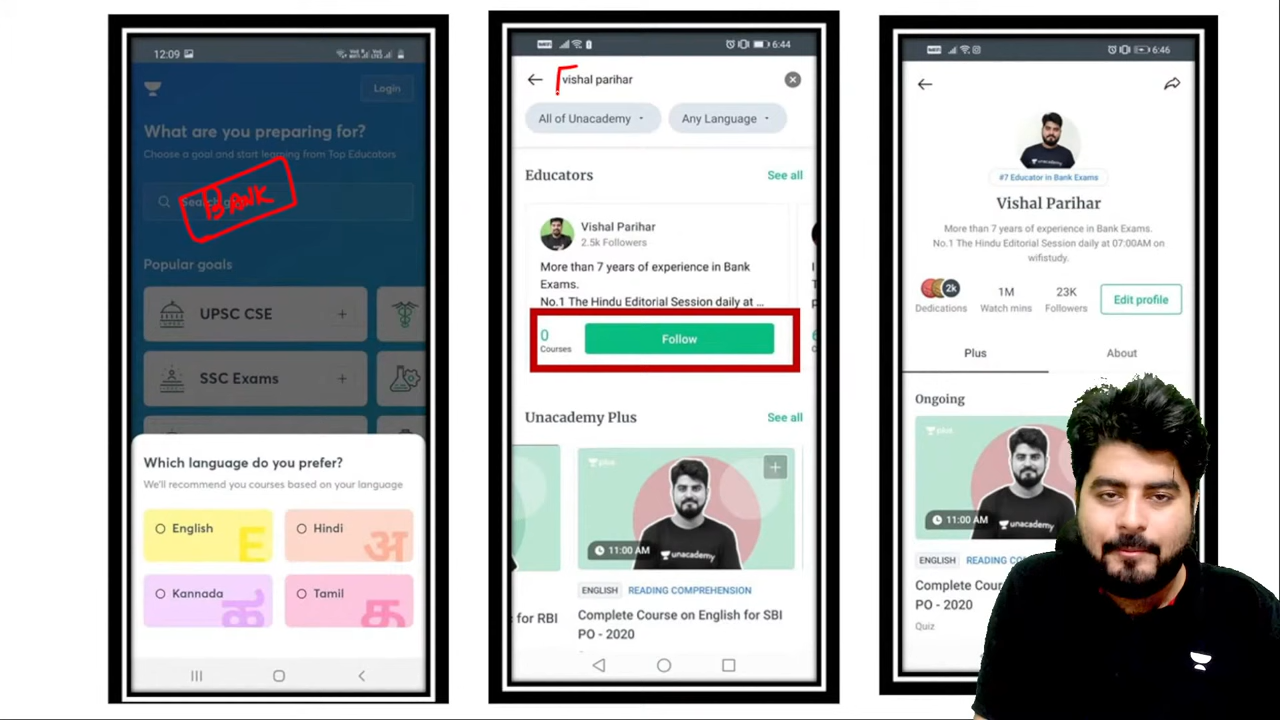 12:09
Login
What are you preparing for?
Choose a goal and start learning from Top Educators
BANK
Popular goals
UPSC CSE
SSC Exams
Which language do you prefer?
We'll recommend you courses based on your language
English
E
Hindi
अ
Kannada
ಕ
Tamil
க
6:44
vishal parihar
All of Unacademy
Any Language
Educators
See all
Vishal Parihar
2.5k Followers
More than 7 years of experience in Bank
Exams.
No.1 The Hindu Editorial Session daily at ...
0
Courses
Follow
Unacademy Plus
See all
plus
11:00 AM
unacademy
ENGLISH
READING COMPREHENSION
for RBI
Complete Course on English for SBI
PO - 2020
6:46
unacademy
#7 Educator in Bank Exams
Vishal Parihar
More than 7 years of experience in Bank Exams.
No.1 The Hindu Editorial Session daily at 07:00AM on
wifistudy.
2k
Dedications
1M
Watch mins
23K
Followers
Edit profile
Plus
About
Ongoing
plus
11:00 AM
unacademy
ENGLISH
READING CO
Complete Cour
PO - 2020
Quiz